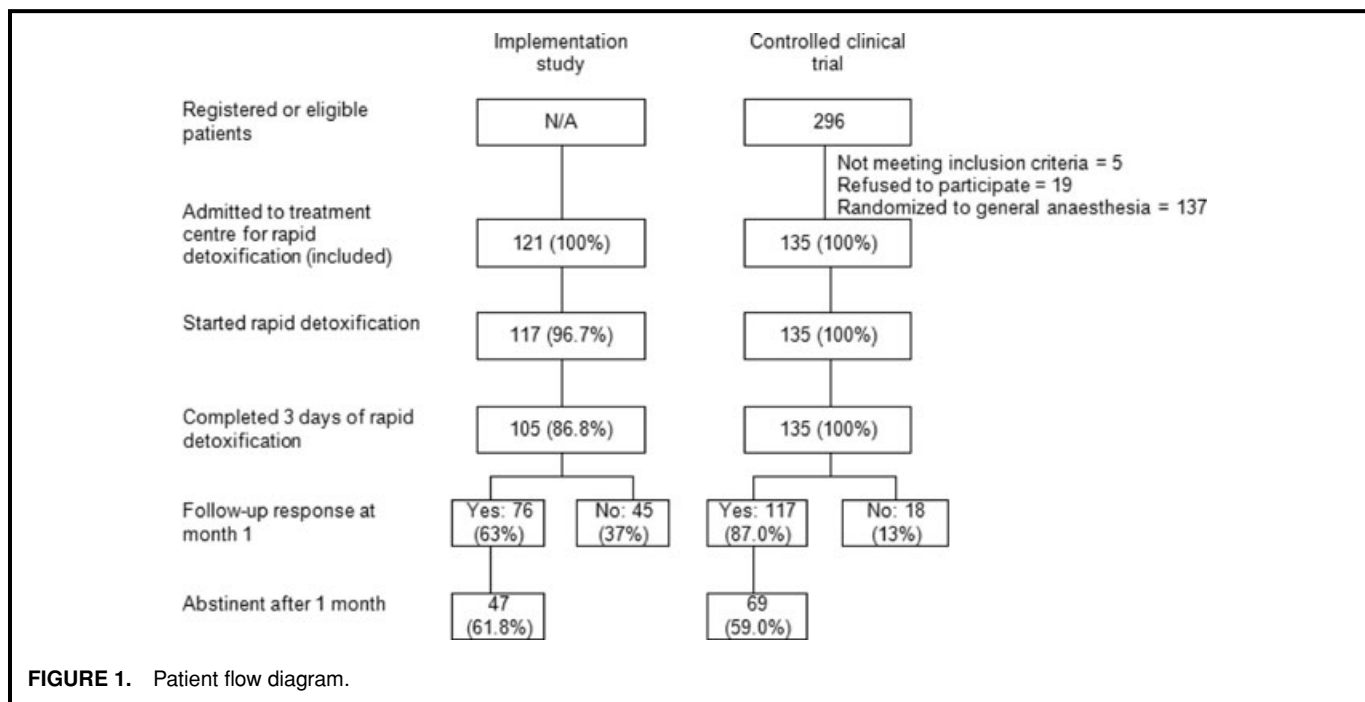 Implementation
study
Controlled clinical
trial
Registered or eligible
patients
N/A
296
Not meeting inclusion criteria = 5
Refused to participate = 19
Randomized to general anaesthesia = 137
Admitted to treatment
centre for rapid
detoxification (included)
121 (100%)
135 (100%)
Started rapid detoxification
117 (96.7%)
135 (100%)
Completed 3 days of rapid
detoxification
105 (86.8%)
135 (100%)
Follow-up response at
month 1
Yes: 76
(63%)
No: 45
(37%)
Yes: 117
(87.0%)
No: 18
(13%)
Abstinent after 1 month
47
(61.8%)
69
(59.0%)
FIGURE 1. Patient flow diagram.